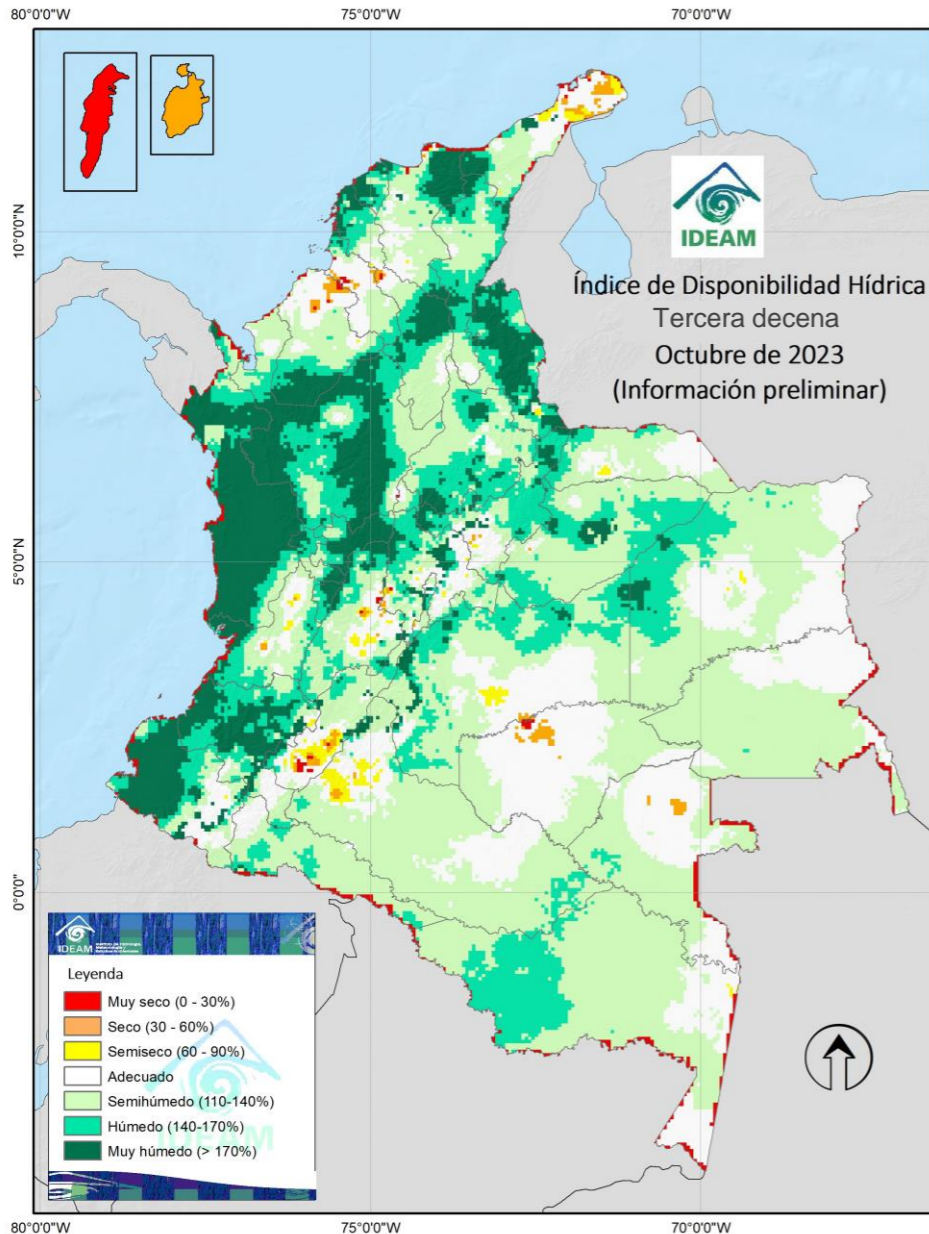 80°0'0"W
75°0'0"W
70°0'0"W
10°0'0"N
5°0'0"N
0°0'0"
IDEAM
Índice de Disponibilidad Hídrica
Tercera decena
Octubre de 2023
(Información preliminar)
IDEAM
Leyenda
Muy seco (0 - 30%)
Seco (30 - 60%)
Semiseco (60 - 90%)
Adecuado
Semihúmedo (110-140%)
Húmedo (140-170%)
Muy húmedo (> 170%)
IDEAM
80°0'0"W
75°0'0"W
70°0'0"W